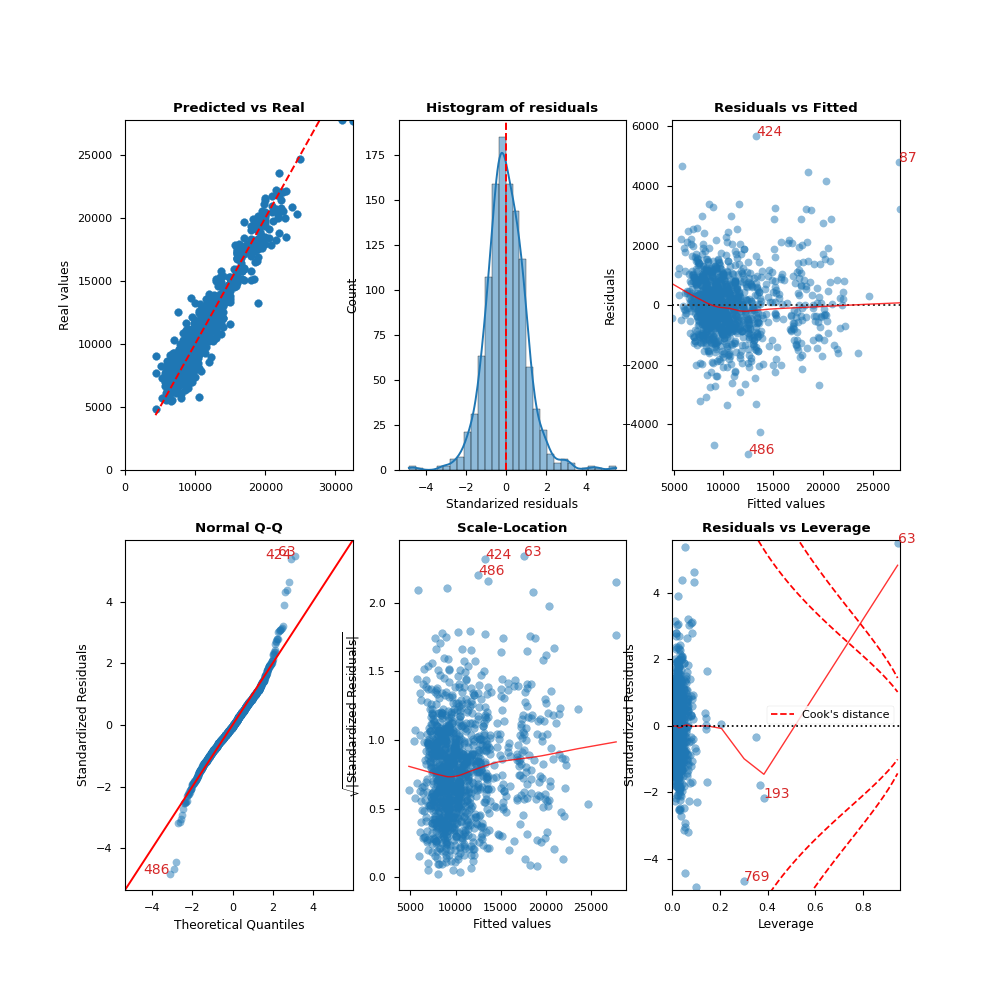 Predicted vs Real
Real values
25000
20000
15000
10000
5000
0
0 10000 20000 30000
Histogram of residuals
Count
175
150
125
100
75
50
25
0
−4 −2 0 2 4
Standarized residuals
Residuals vs Fitted
Residuals
6000
4000
2000
0
−2000
−4000
424
87
486
5000 10000 15000 20000 25000
Fitted values
Normal Q-Q
Standardized Residuals
4
2
0
−2
−4
424
63
486
−4 −2 0 2 4
Theoretical Quantiles
Scale-Location
√|Standardized Residuals|
2.0
1.5
1.0
0.5
0.0
424
63
486
5000 10000 15000 20000 25000
Fitted values
Residuals vs Leverage
Standardized Residuals
4
2
0
−2
−4
63
193
769
Cook's distance
0.0 0.2 0.4 0.6 0.8
Leverage